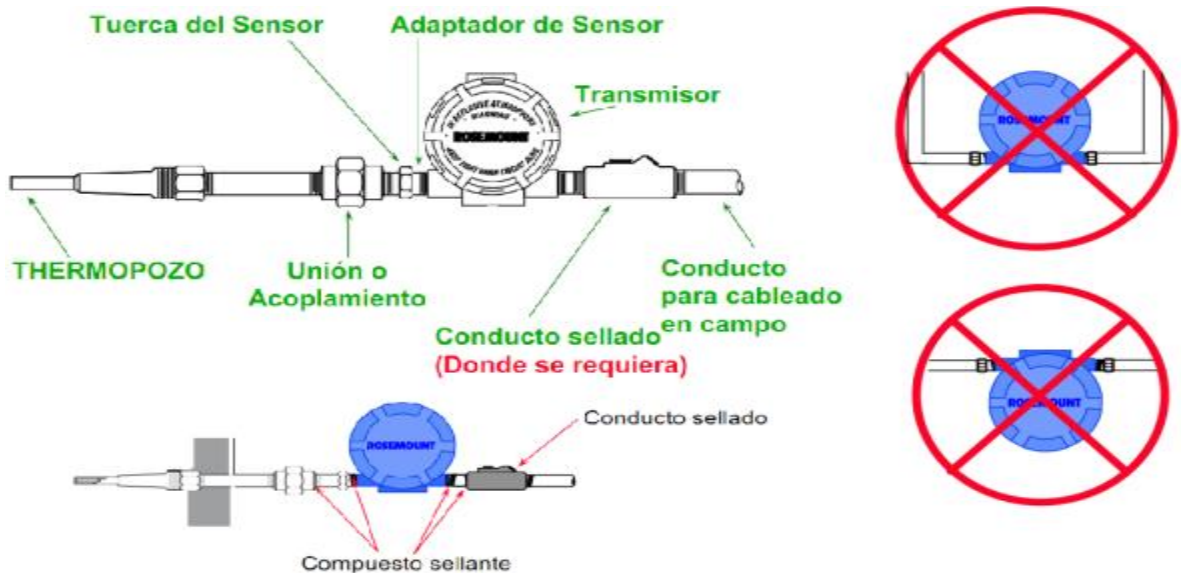 Tuerca del Sensor
Adaptador de Sensor
Transmisor
ROSEMOUNT
THERMOPOZO
Unión o
Acoplamiento
Conducto sellado
(Donde se requiera)
Conducto
para cableado
en campo
ROSEMOUNT
ROSEMOUNT
Conducto sellado
ROSEMOUNT
Compuesto sellante